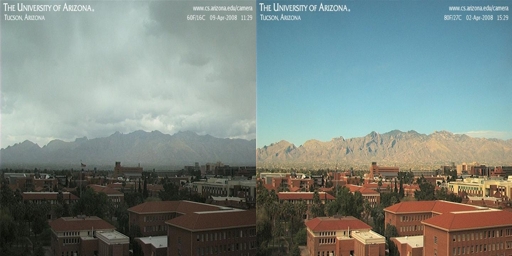 THE UNIVERSITY OF ARIZONA.
www.cs.arizona.edu/camera
TUCSON, ARIZONA
60F/16C 09-Apr-2008 11:29
THE UNIVERSITY OF ARIZONA.
www.cs.arizona.edu/camera
TUCSON, ARIZONA
80F/27C 02-Apr-2008 15:29